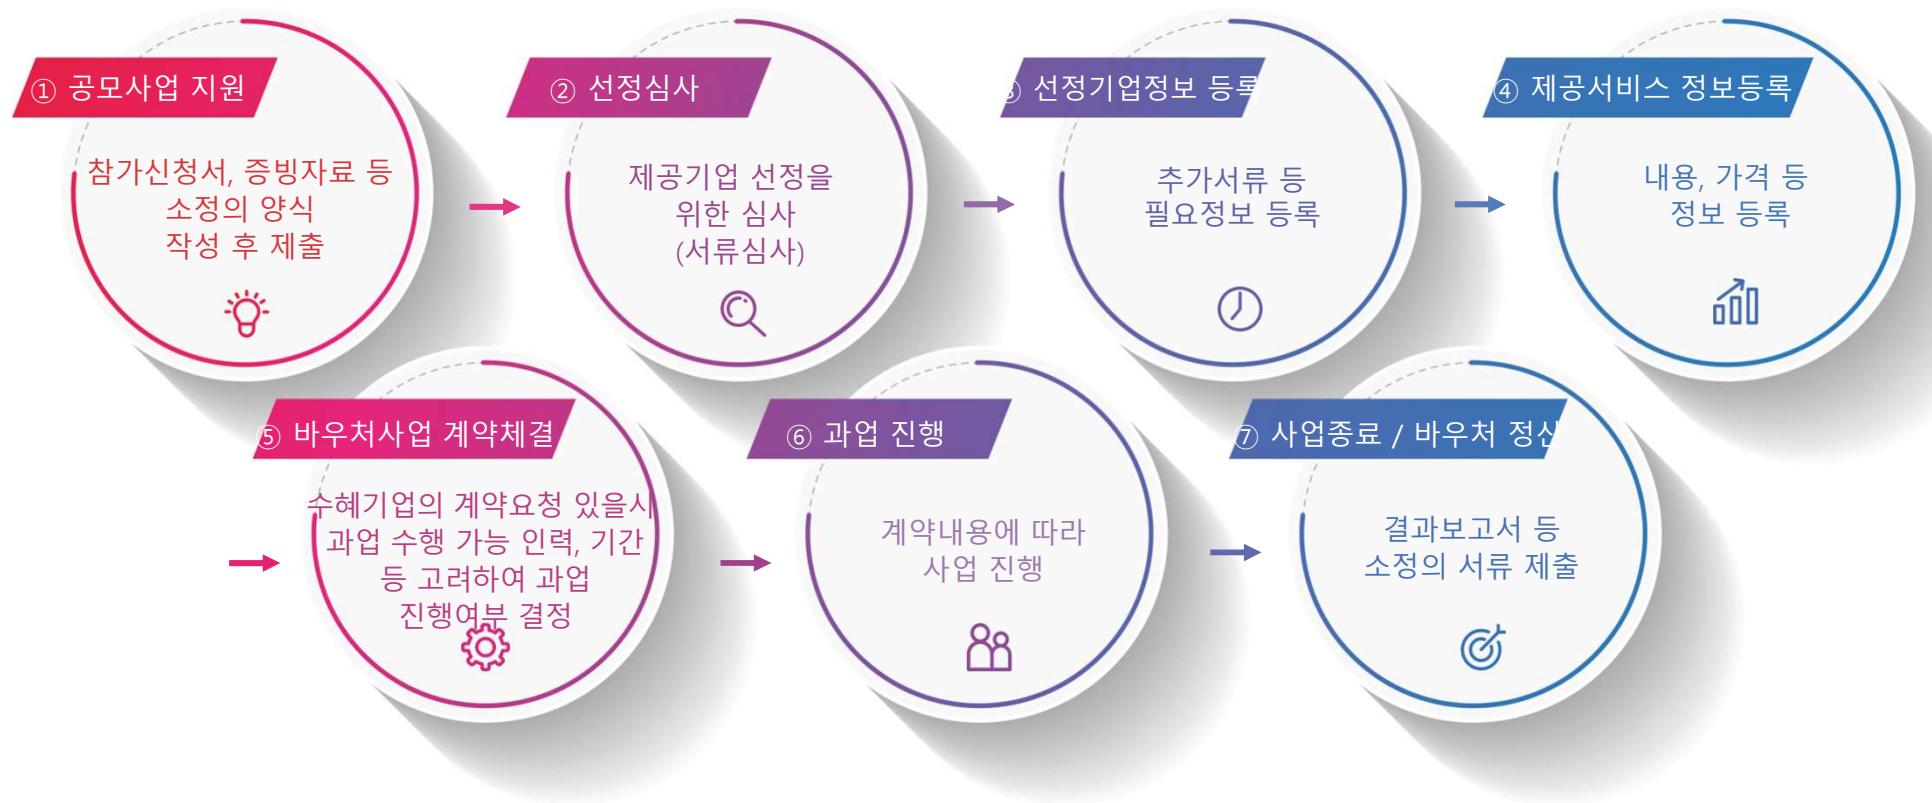 ① 공모사업 지원
참가신청서, 증빙자료 등
소정의 양식
작성 후 제출
② 선정심사
제공기업 선정을
위한 심사
(서류심사)
③ 선정기업정보 등록
추가서류 등
필요정보 등록
④ 제공서비스 정보등록
내용, 가격 등
정보 등록
⑤ 바우처사업 계약체결
수혜기업의 계약요청 있을시
과업 수행 가능 인력, 기간
등 고려하여 과업
진행여부 결정
⑥ 과업 진행
계약내용에 따라
사업 진행
⑦ 사업종료 / 바우처 정산
결과보고서 등
소정의 서류 제출